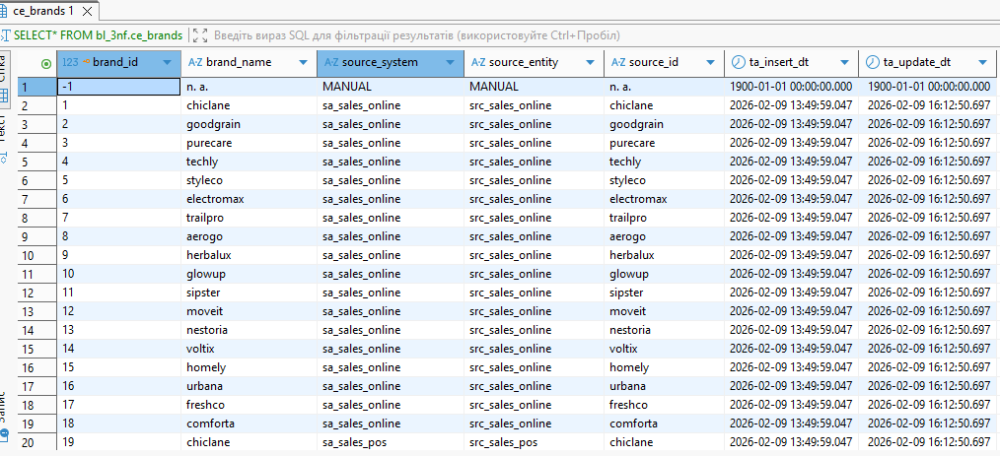 ce_brands 1
SELECT* FROM bl_3nf.ce_brands Введіть вираз SQL для фільтрації результатів (використовуйте Ctrl+Пробіл)
123 brand_id A-Z brand_name A-Z source_system A-Z source_entity A-Z source_id ta_insert_dt ta_update_dt
1 -1 n. a. MANUAL MANUAL n. a. 1900-01-01 00:00:00.000 1900-01-01 00:00:00.000
2 1 chiclane sa_sales_online src_sales_online chiclane 2026-02-09 13:49:59.047 2026-02-09 16:12:50.697
3 2 goodgrain sa_sales_online src_sales_online goodgrain 2026-02-09 13:49:59.047 2026-02-09 16:12:50.697
4 3 purecare sa_sales_online src_sales_online purecare 2026-02-09 13:49:59.047 2026-02-09 16:12:50.697
5 4 techly sa_sales_online src_sales_online techly 2026-02-09 13:49:59.047 2026-02-09 16:12:50.697
6 5 styleco sa_sales_online src_sales_online styleco 2026-02-09 13:49:59.047 2026-02-09 16:12:50.697
7 6 electromax sa_sales_online src_sales_online electromax 2026-02-09 13:49:59.047 2026-02-09 16:12:50.697
8 7 trailpro sa_sales_online src_sales_online trailpro 2026-02-09 13:49:59.047 2026-02-09 16:12:50.697
9 8 aerogo sa_sales_online src_sales_online aerogo 2026-02-09 13:49:59.047 2026-02-09 16:12:50.697
10 9 herbalux sa_sales_online src_sales_online herbalux 2026-02-09 13:49:59.047 2026-02-09 16:12:50.697
11 10 glowup sa_sales_online src_sales_online glowup 2026-02-09 13:49:59.047 2026-02-09 16:12:50.697
12 11 sipster sa_sales_online src_sales_online sipster 2026-02-09 13:49:59.047 2026-02-09 16:12:50.697
13 12 moveit sa_sales_online src_sales_online moveit 2026-02-09 13:49:59.047 2026-02-09 16:12:50.697
14 13 nestoria sa_sales_online src_sales_online nestoria 2026-02-09 13:49:59.047 2026-02-09 16:12:50.697
15 14 voltix sa_sales_online src_sales_online voltix 2026-02-09 13:49:59.047 2026-02-09 16:12:50.697
16 15 homely sa_sales_online src_sales_online homely 2026-02-09 13:49:59.047 2026-02-09 16:12:50.697
17 16 urbana sa_sales_online src_sales_online urbana 2026-02-09 13:49:59.047 2026-02-09 16:12:50.697
18 17 freshco sa_sales_online src_sales_online freshco 2026-02-09 13:49:59.047 2026-02-09 16:12:50.697
19 18 comforta sa_sales_online src_sales_online comforta 2026-02-09 13:49:59.047 2026-02-09 16:12:50.697
20 19 chiclane sa_sales_pos src_sales_pos chiclane 2026-02-09 13:49:59.047 2026-02-09 16:12:50.697